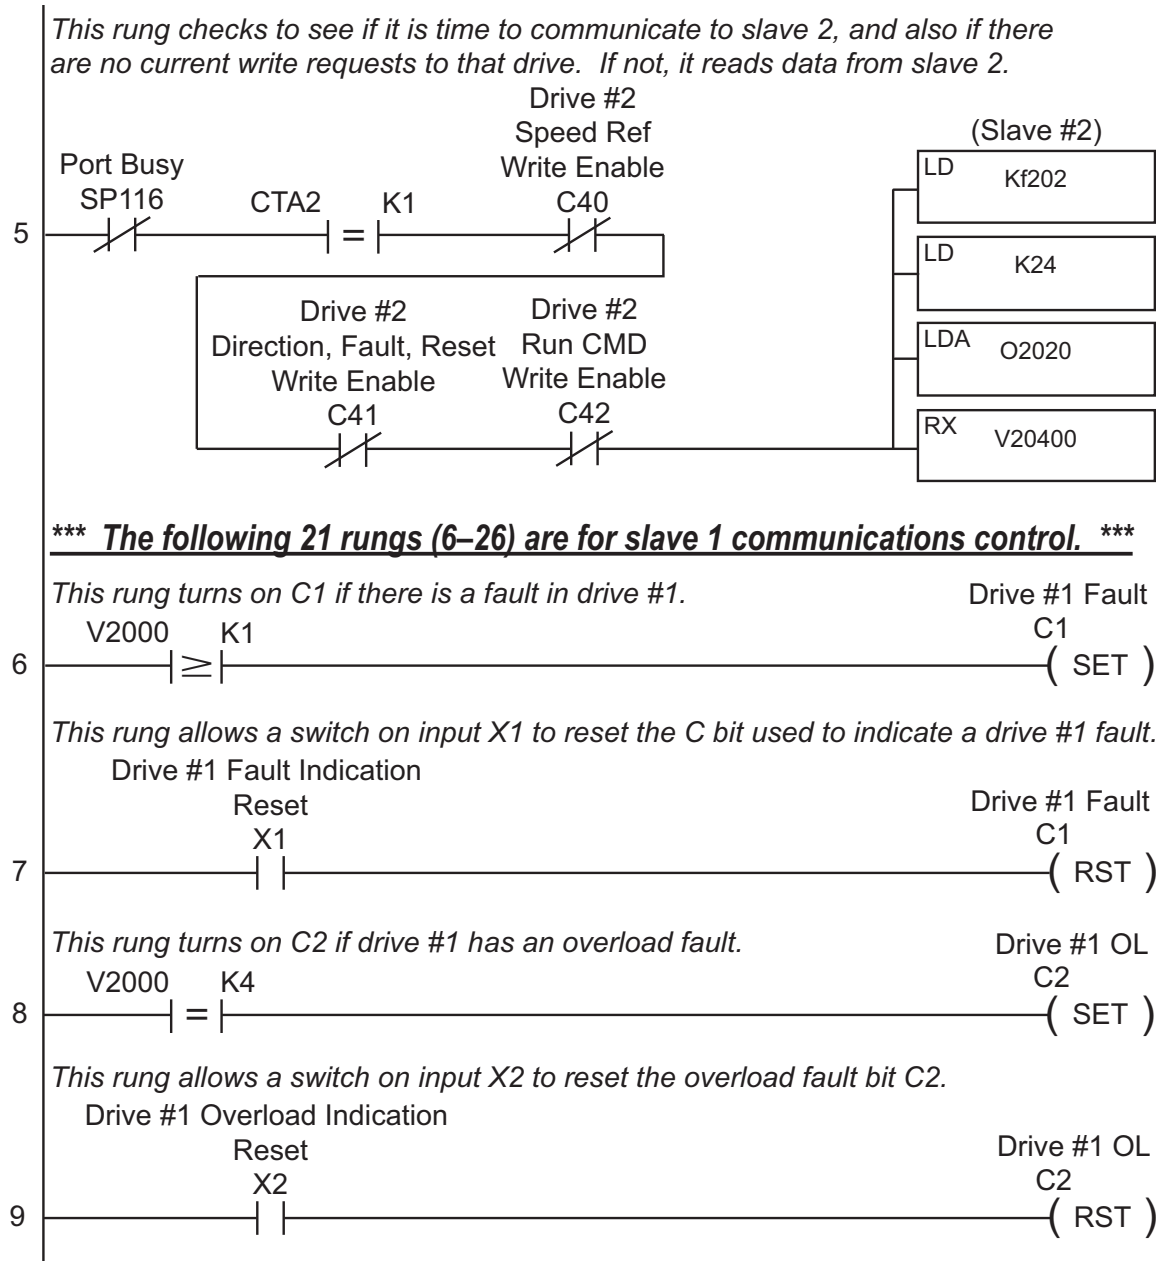 This rung checks to see if it is time to communicate to slave 2, and also if there
are no current write requests to that drive.  If not, it reads data from slave 2.
Drive #2
Speed Ref
Write Enable
C40
Port Busy
SP116
CTA2
=
K1
5
(Slave #2)
LD
Kf202
LD
K24
LDA
O2020
RX
V20400
Drive #2
Direction, Fault, Reset
Write Enable
C41
Drive #2
Run CMD
Write Enable
C42
*** The following 21 rungs (6–26) are for slave 1 communications control. ***
This rung turns on C1 if there is a fault in drive #1.
Drive #1 Fault
C1
V2000
≥
K1
6
( SET )
This rung allows a switch on input X1 to reset the C bit used to indicate a drive #1 fault.
Drive #1 Fault Indication
Reset
X1
Drive #1 Fault
C1
7
( RST )
This rung turns on C2 if drive #1 has an overload fault.
Drive #1 OL
C2
V2000
=
K4
8
( SET )
This rung allows a switch on input X2 to reset the overload fault bit C2.
Drive #1 Overload Indication
Reset
X2
Drive #1 OL
C2
9
( RST )